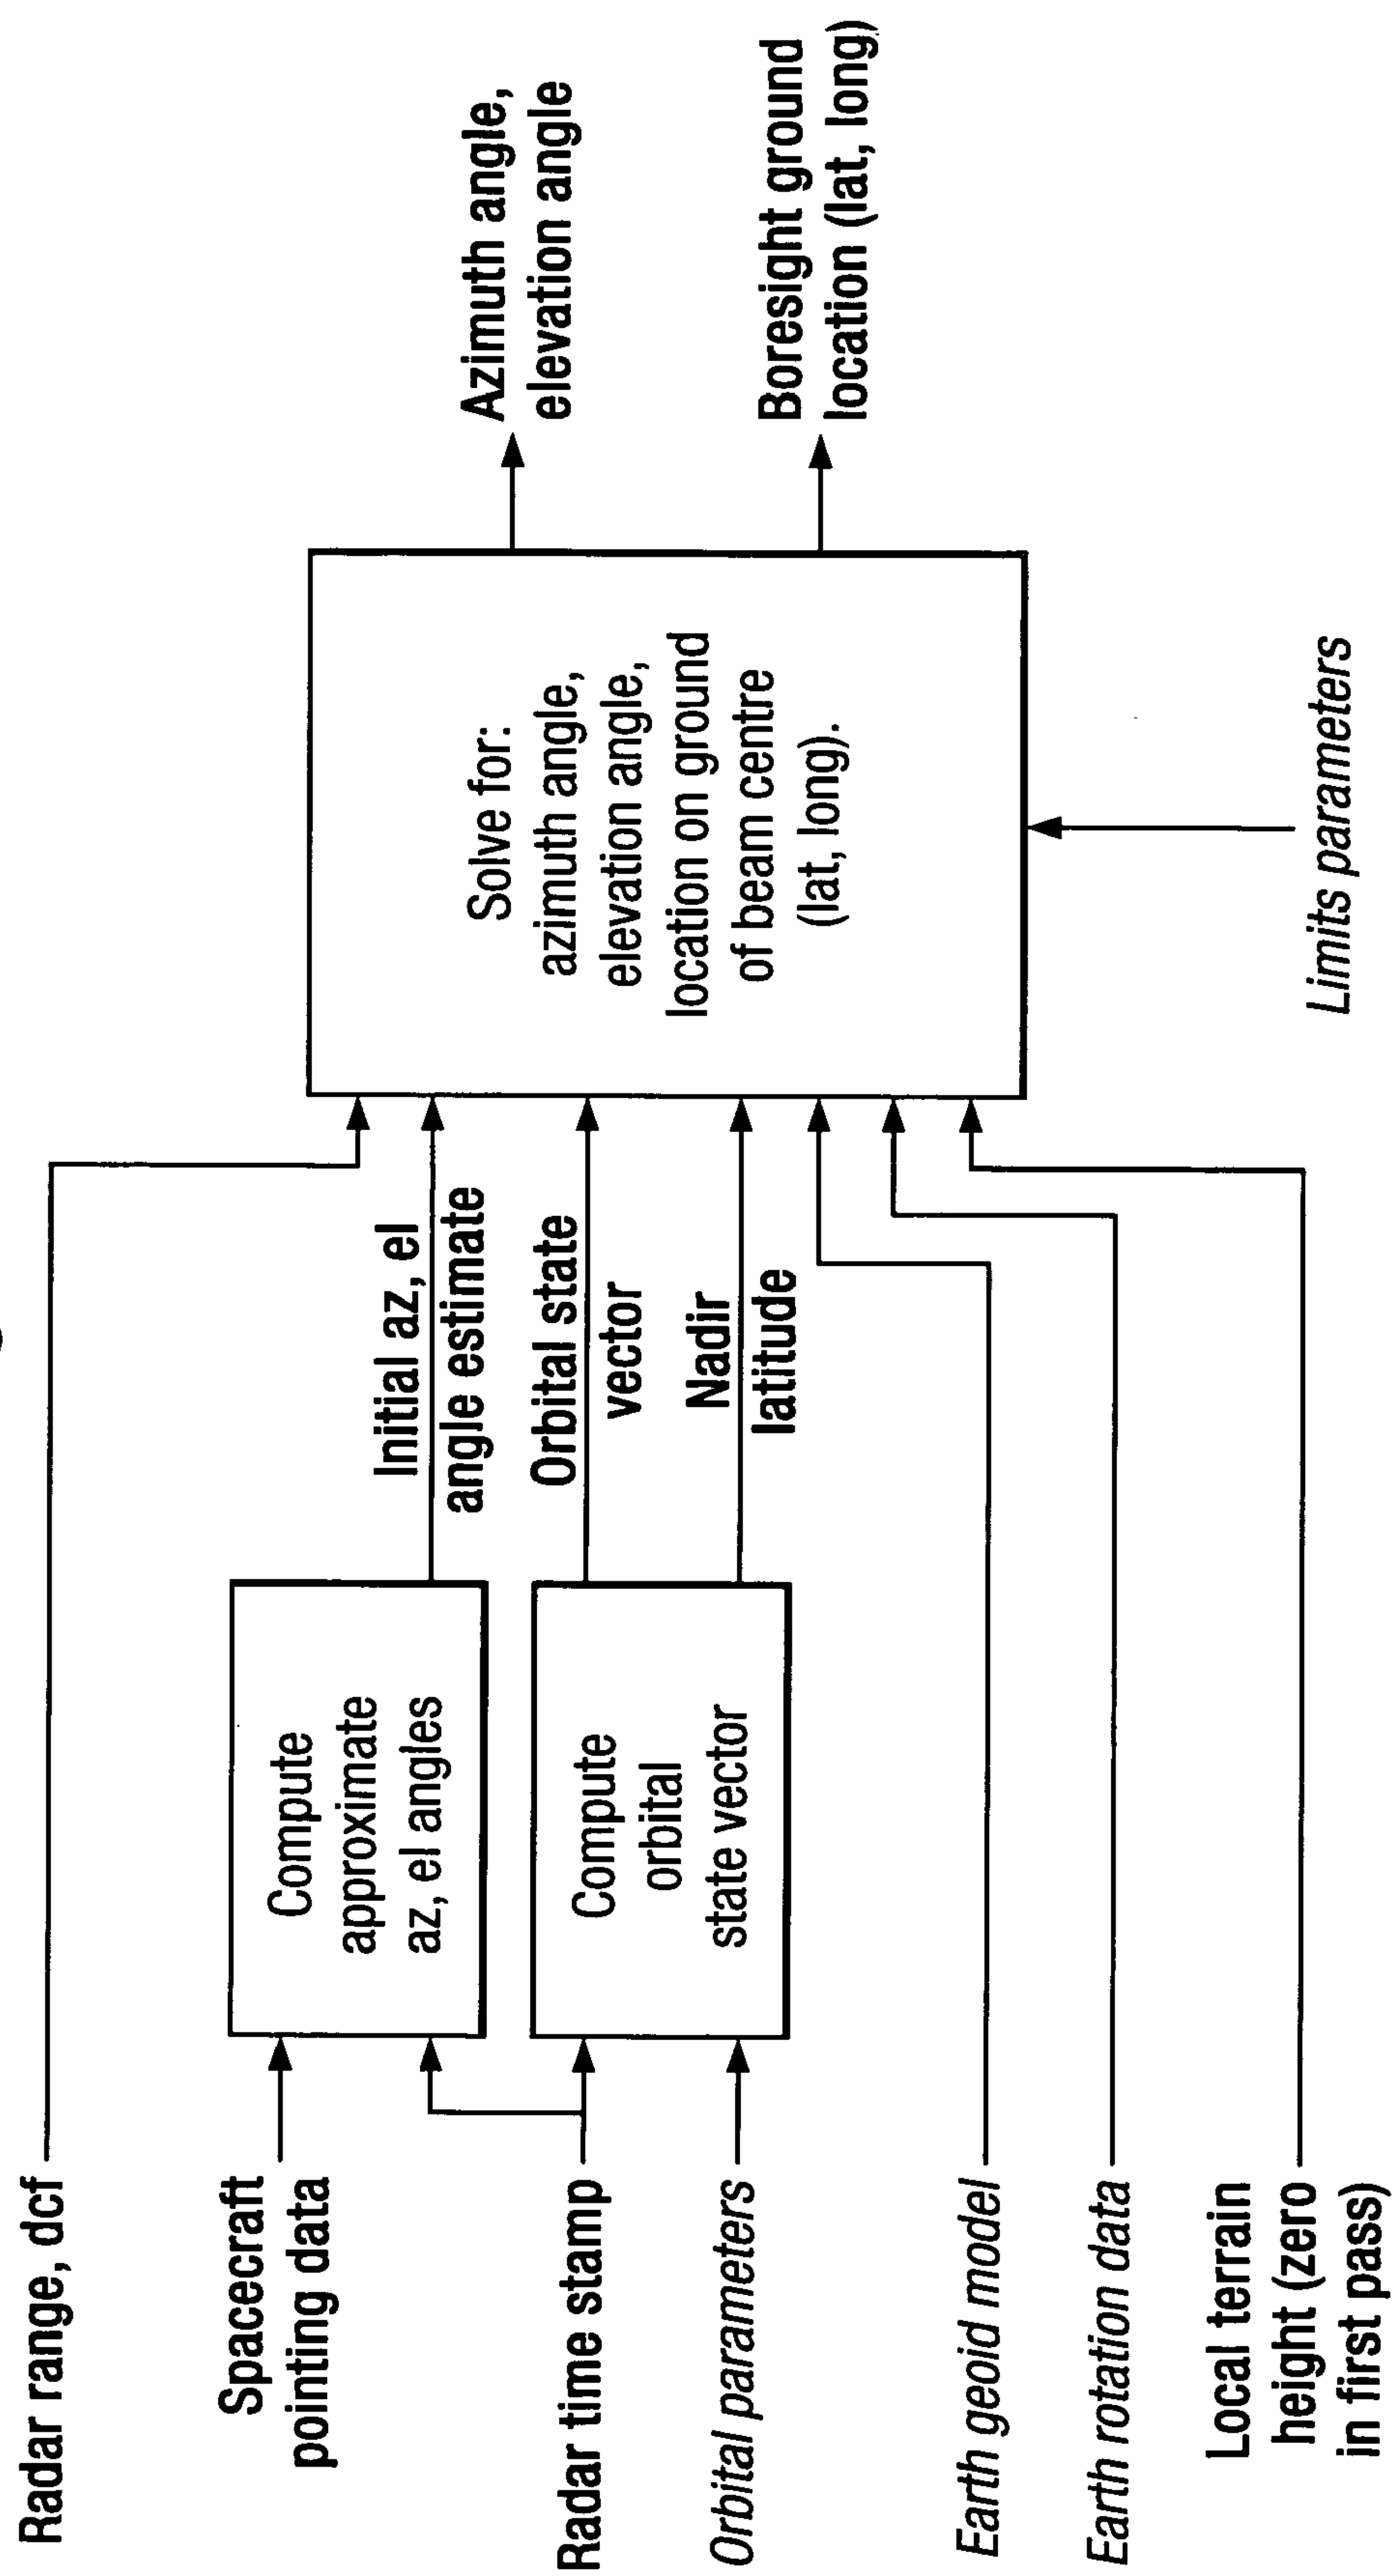 Radar range, dcf
Spacecraft
pointing data
Radar time stamp
Orbital parameters
Earth geoid model
Earth rotation data
Local terrain
height (zero
in first pass)
Compute
approximate
az, el angles
Compute
orbital
state vector
Initial az, el
angle estimate
Orbital state
vector
Nadir
latitude
Solve for:
azimuth angle,
elevation angle,
location on ground
of beam centre
(lat, long).
Limits parameters
Azimuth angle,
elevation angle
Boresight ground
location (lat, long)